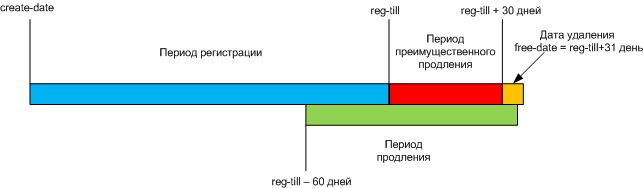 create-date
reg-till
reg-till + 30 дней
Период регистрации
Период
преимущественного
продления
Дата удаления
free-date = reg-till+31 день
Период
продления
reg-till – 60 дней